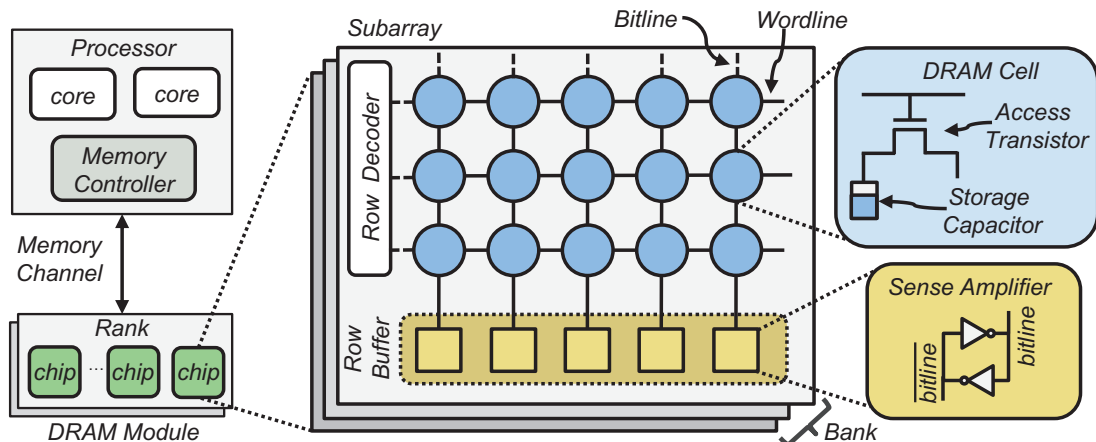 Processor
core
core
Memory
Controller
Memory
Channel
Rank
chip
...
chip
chip
DRAM Module
Subarray
Bitline
Wordline
Row Decoder
Row
Buffer
Bank
DRAM Cell
Access
Transistor
Storage
Capacitor
Sense Amplifier
bitline
bitline